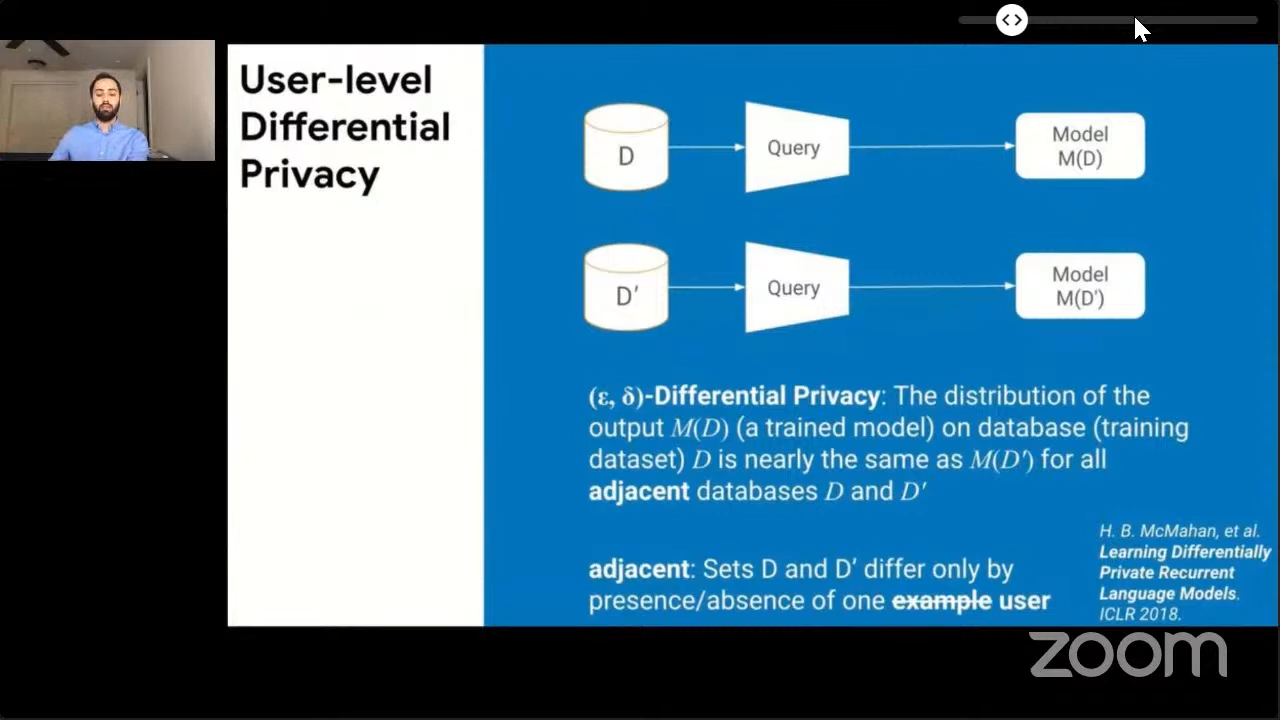 User-level
Differential
Privacy
D
Query
Model
M(D)
D′
Query
Model
M(D')
(ε, δ)-Differential Privacy: The distribution of the
output M(D) (a trained model) on database (training
dataset) D is nearly the same as M(D′) for all
adjacent databases D and D′
adjacent: Sets D and D′ differ only by
presence/absence of one example user
H. B. McMahan, et al.
Learning Differentially
Private Recurrent
Language Models.
ICLR 2018.
zoom